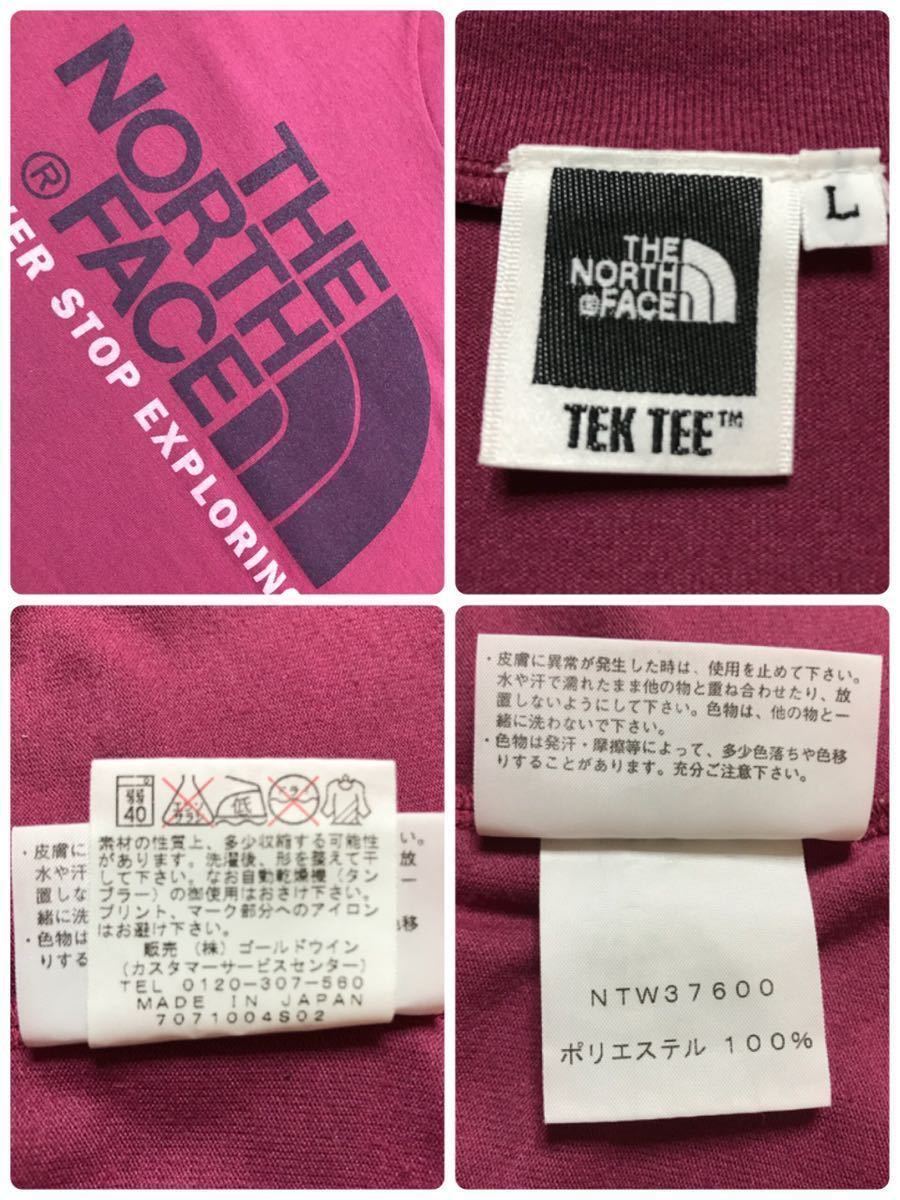 THE
NORTH
FACE
®
ER STOP EXPLORING
THE
NORTH
FACE
TEK TEE™
L
40
エンソ
サラシ
低
素材の性質上、多少収縮する可能性
があります。洗濯後、形を整えて干
して下さい。なお自動乾燥機（タン
ブラー）の御使用はおさけ下さい。
プリント、マーク部分へのアイロン
はお避け下さい。
販売 （株）ゴールドウイン
（カスタマーサービスセンター）
TEL 0120-307-560
MADE IN JAPAN
7071004S02
・皮膚に
水や汗
置しな
緒に洗
・色物は
りする
い。
放
一
色移
・皮膚に異常が発生した時は、使用を止めて下さい。
水や汗で濡れたまま他の物と重ね合わせたり、放
置しないようにして下さい。色物は、他の物と一
緒に洗わないで下さい。
・色物は発汗・摩擦等によって、多少色落ちや色移
りすることがあります。充分ご注意下さい。
NTW37600
ポリエステル 100%